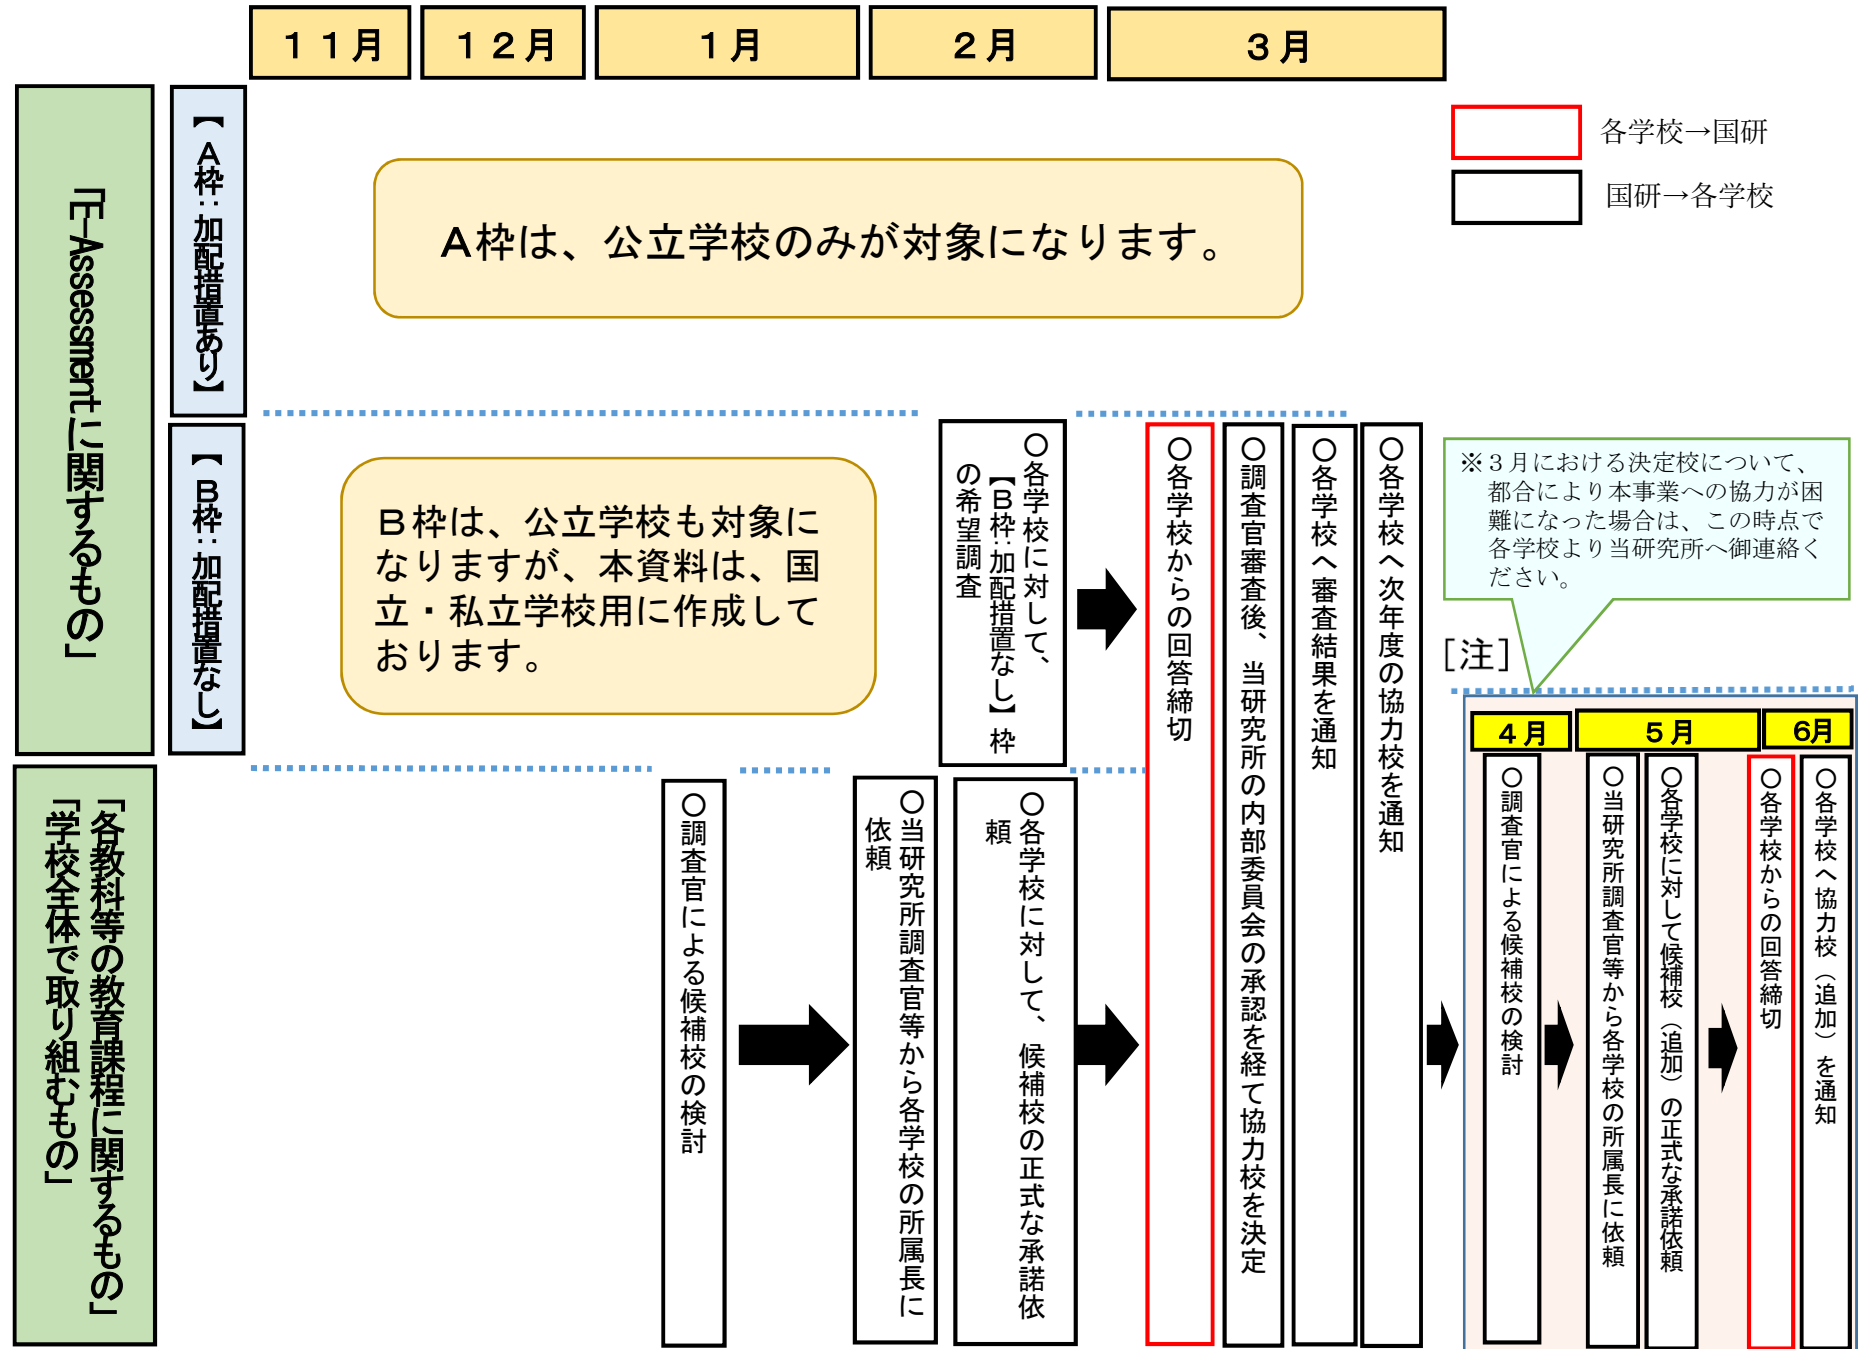 11月
12月
1月
2月
3月
各学校→国研
国研→各学校
「E-Assessmentに関するもの」
【A枠：加配措置あり】
A枠は、公立学校のみが対象になります。
【B枠：加配措置なし】
B枠は、公立学校も対象に
なりますが、本資料は、国
立・私立学校用に作成して
おります。
○各学校に対して、
【B枠：加配措置なし】枠
の希望調査
○各学校からの回答締切
○調査官審査後、当研究所の内部委員会の承認を経て協力校を決定
○各学校へ審査結果を通知
○各学校へ次年度の協力校を通知
※3月における決定校について、
都合により本事業への協力が困
難になった場合は、この時点で
各学校より当研究所へ御連絡く
ださい。
［注］
「各教科等の教育課程に関するもの」
「学校全体で取り組むもの」
○調査官による候補校の検討
○当研究所調査官等から各学校の所属長に
依頼
○各学校に対して、候補校の正式な承諾依
頼
4月
5月
6月
○調査官による候補校の検討
○当研究所調査官等から各学校の所属長に依頼
○各学校に対して候補校（追加）の正式な承諾依頼
○各学校からの回答締切
○各学校へ協力校（追加）を通知